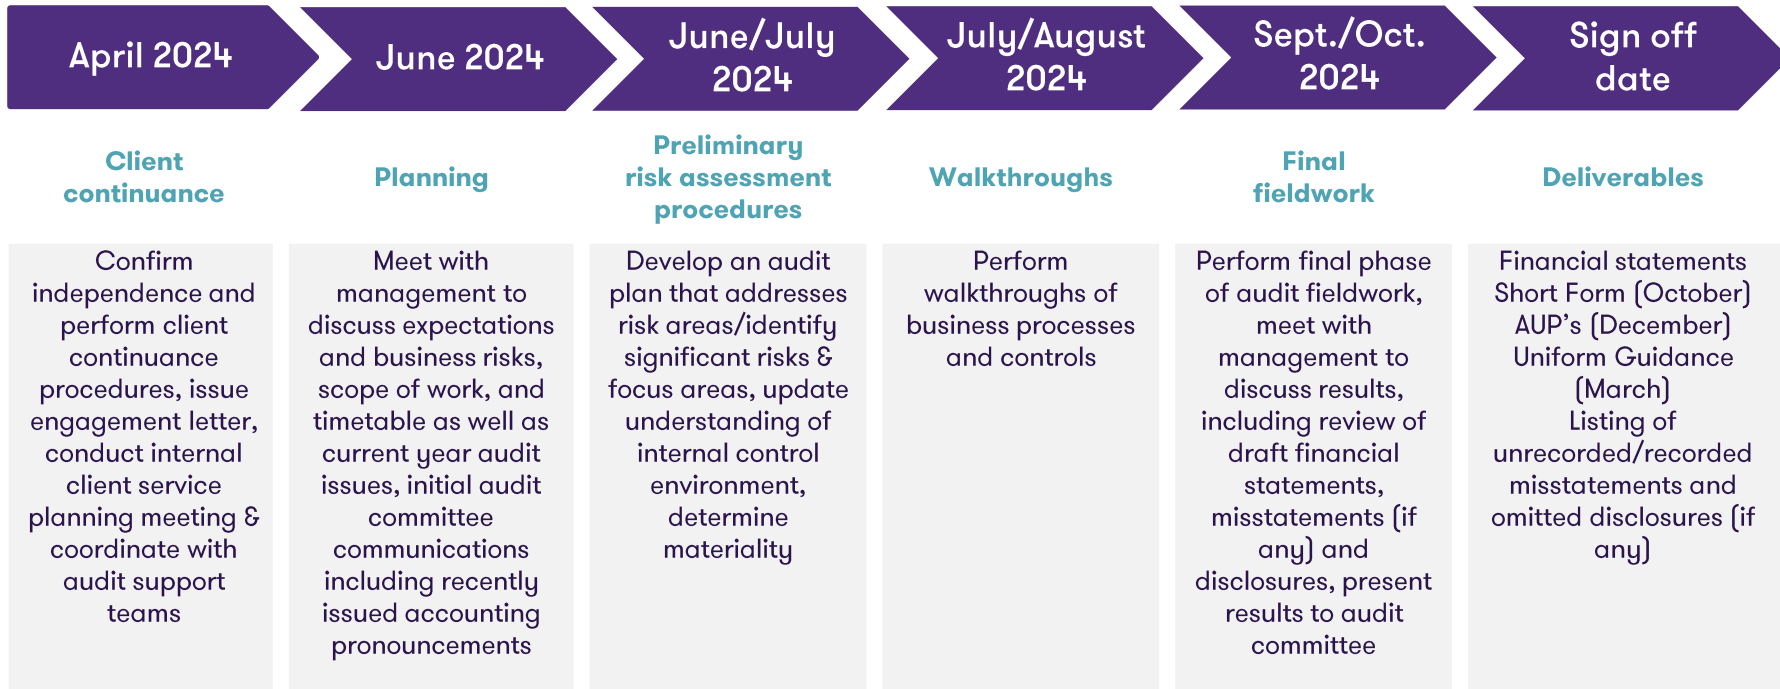 April 2024
June 2024
June/July
2024
July/August
2024
Sept./Oct.
2024
Sign off
date
Client
continuance
Planning
Preliminary
risk assessment
procedures
Walkthroughs
Final
fieldwork
Deliverables
Confirm
independence and
perform client
continuance
procedures, issue
engagement letter,
conduct internal
client service
planning meeting &
coordinate with
audit support
teams
Meet with
management to
discuss expectations
and business risks,
scope of work, and
timetable as well as
current year audit
issues, initial audit
committee
communications
including recently
issued accounting
pronouncements
Develop an audit
plan that addresses
risk areas/identify
significant risks &
focus areas, update
understanding of
internal control
environment,
determine
materiality
Perform
walkthroughs of
business processes
and controls
Perform final phase
of audit fieldwork,
meet with
management to
discuss results,
including review of
draft financial
statements,
misstatements (if
any) and
disclosures, present
results to audit
committee
Financial statements
Short Form (October)
AUP's (December)
Uniform Guidance
(March)
Listing of
unrecorded/recorded
misstatements and
omitted disclosures (if
any)